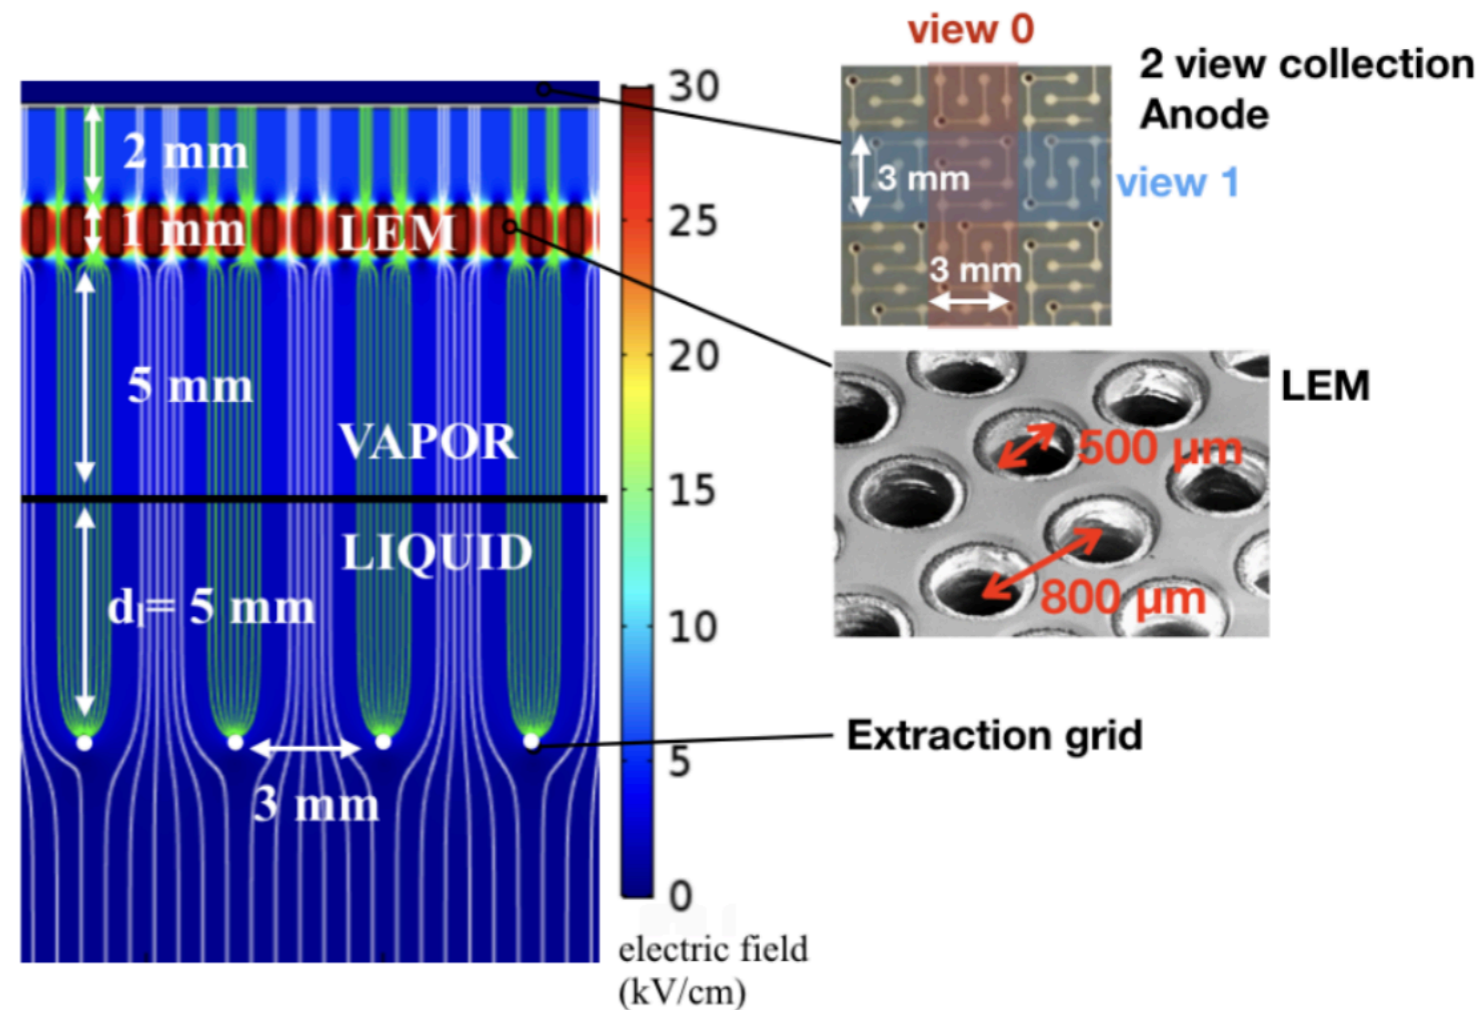 view 0
2 view collection
Anode
view 1
3 mm
3 mm
30
25
20
15
10
5
0
electric field
(kV/cm)
2 mm
1 mm
LEM
5 mm
VAPOR
LIQUID
dl= 5 mm
3 mm
LEM
500 μm
800 μm
Extraction grid